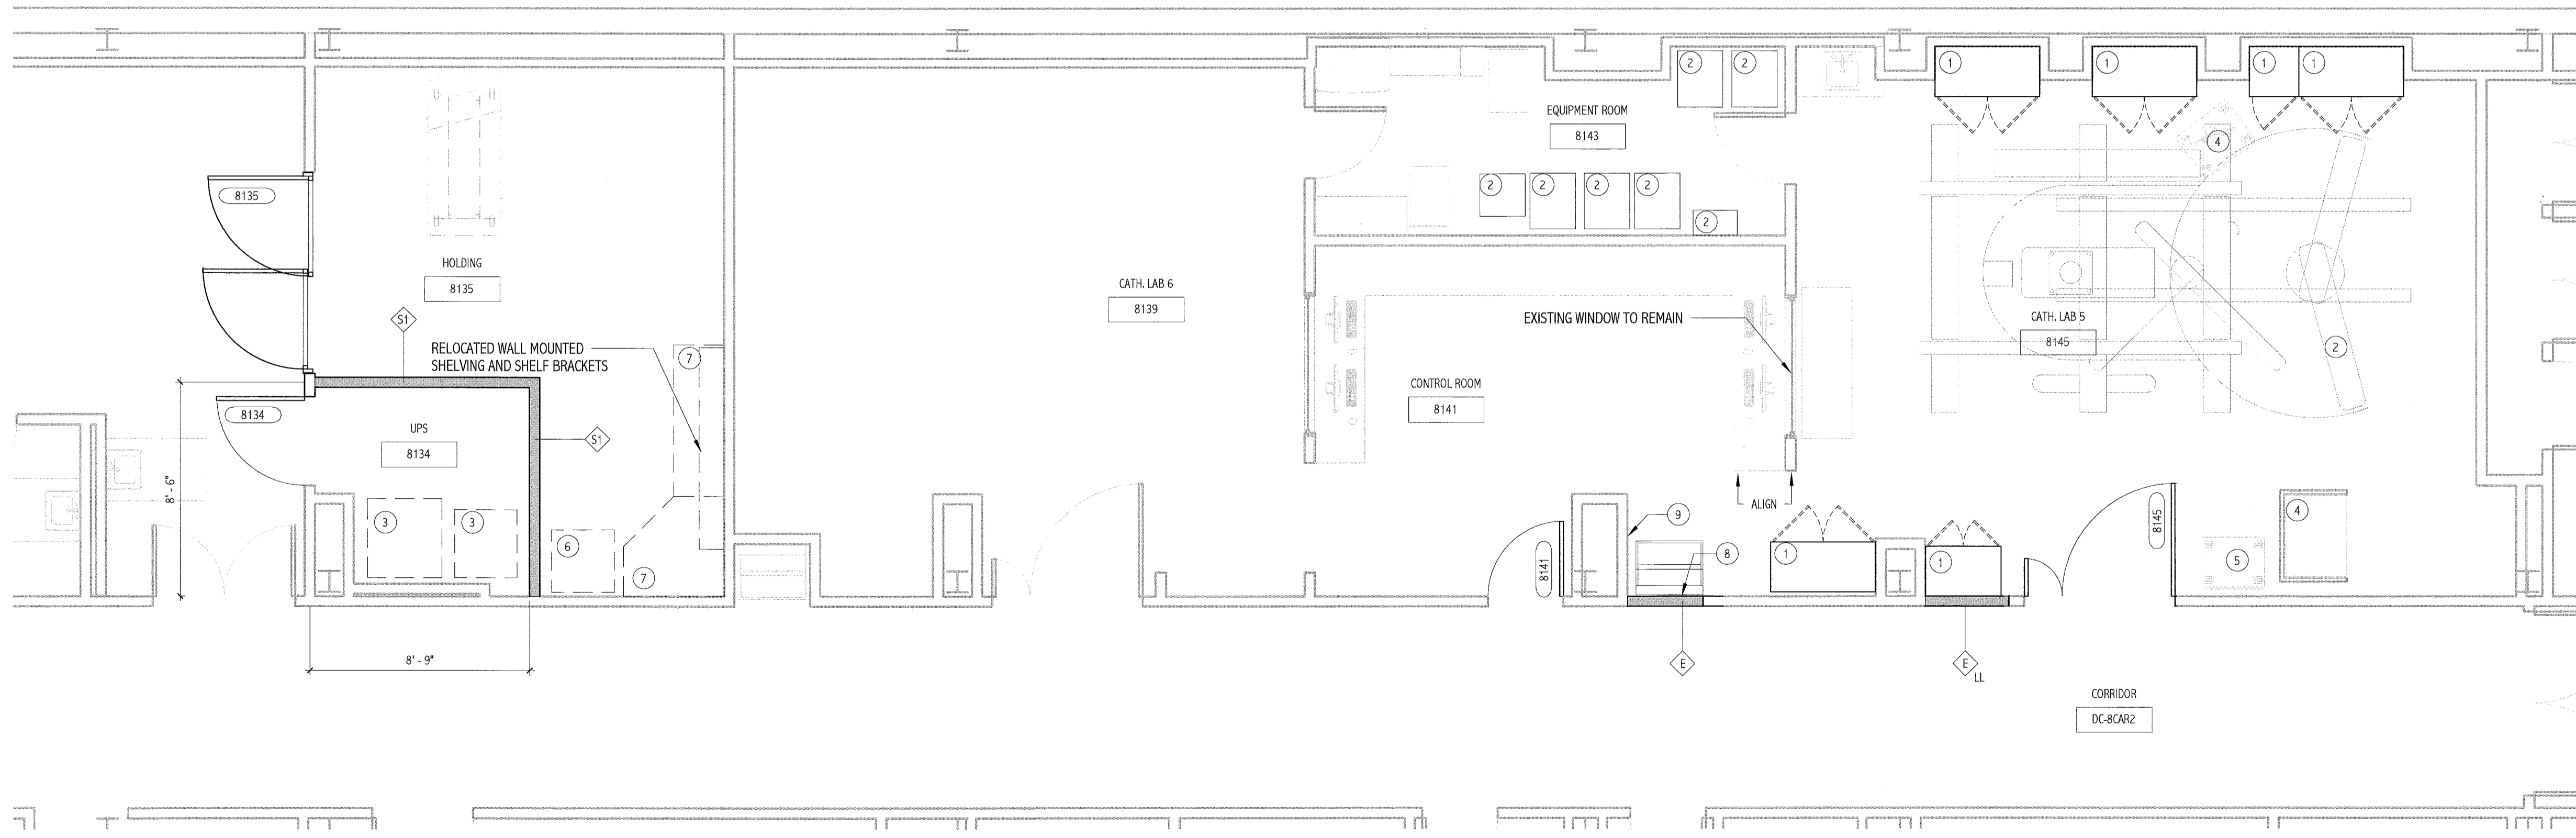 1
1
1
1
2
2
EQUIPMENT ROOM
8143
4
2
2
2
2
2
8135
HOLDING
8135
CATH. LAB 6
8139
S1
EXISTING WINDOW TO REMAIN
CATH. LAB 5
8145
2
RELOCATED WALL MOUNTED
SHELVING AND SHELF BRACKETS
7
CONTROL ROOM
8141
8134
UPS
8134
S1
8' - 6"
ALIGN
3
3
6
7
9
8
8141
1
1
8145
4
5
8' - 9"
E
E
LL
CORRIDOR
DC-8CAR2